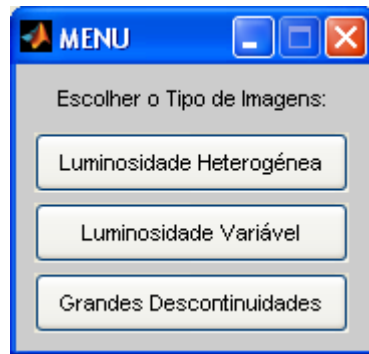 MENU
Escolher o Tipo de Imagens:
Luminosidade Heterogénea
Luminosidade Variável
Grandes Descontinuidades